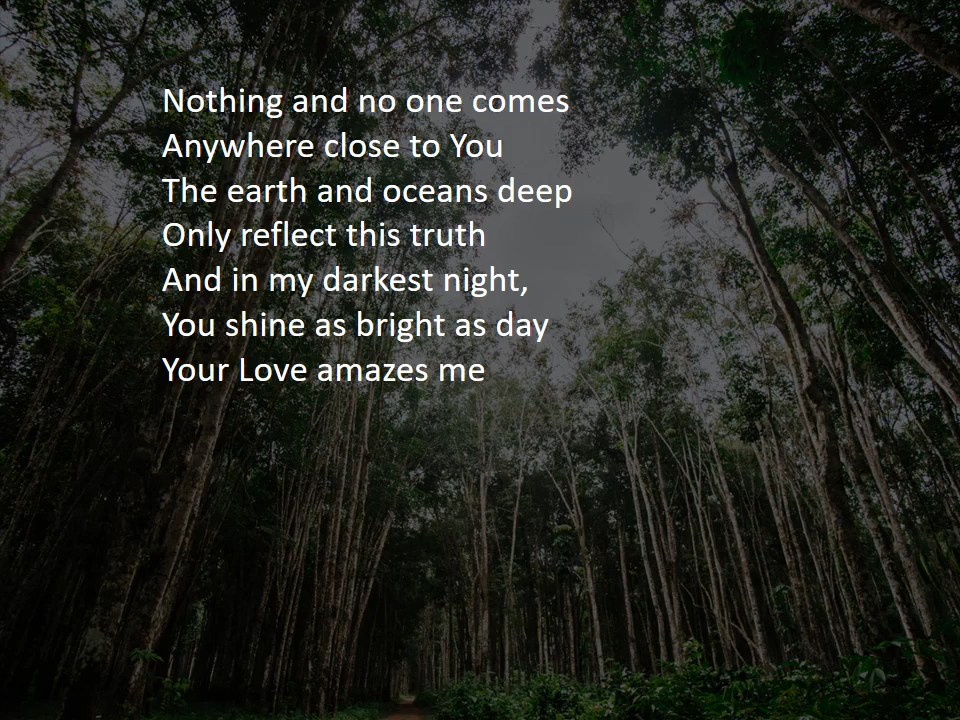 Nothing and no one comes
Anywhere close to You
The earth and oceans deep
Only reflect this truth
And in my darkest night,
You shine as bright as day
Your Love amazes me